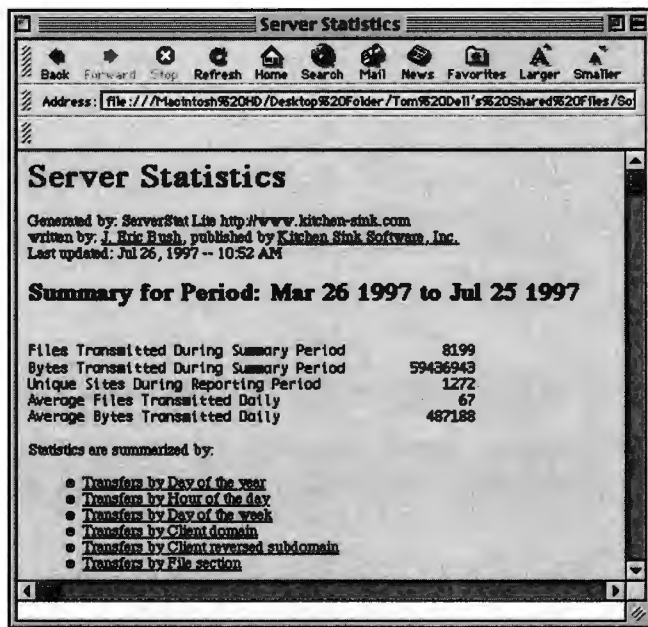 Server Statistics
Back Forward Stop Refresh Home Search Mail News Favorites Larger Smaller
Address: file:///Macintosh%20HD/Desktop%20Folder/Tom%20Dell's%20Shared%20Files/So
Server Statistics
Generated by: ServerStat Lite http://www.kitchen-sink.com
written by: J. Eric Bush, published by Kitchen Sink Software, Inc.
Last updated: Jul 26, 1997 -- 10:52 AM
Summary for Period: Mar 26 1997 to Jul 25 1997
Files Transmitted During Summary Period 8199
Bytes Transmitted During Summary Period 59436943
Unique Sites During Reporting Period 1272
Average Files Transmitted Daily 67
Average Bytes Transmitted Daily 487188
Statistics are summarized by:
Transfers by Day of the year
Transfers by Hour of the day
Transfers by Day of the week
Transfers by Client domain
Transfers by Client reversed subdomain
Transfers by File section